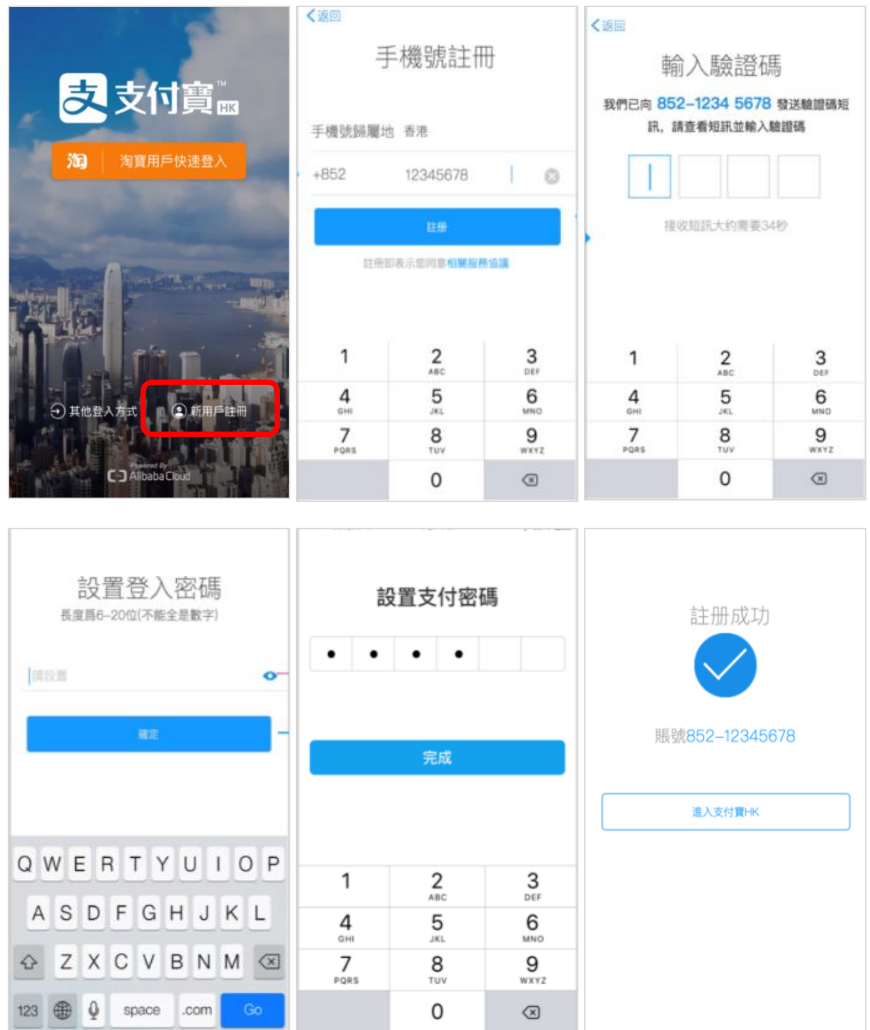 支付寶™
HK
淘 淘寶用戶快速登入
其他登入方式
新用戶註冊
Powered By
Alibaba Cloud
返回
手機號註冊
手機號歸屬地 香港
+852 12345678
註冊
註冊即表示您同意相關服務協議
1 2 3
ABC DEF
4 5 6
GHI JKL MNO
7 8 9
PQRS TUV WXYZ
0
返回
輸入驗證碼
我們已向 852-1234 5678 發送驗證碼短
訊，請查看短訊並輸入驗證碼
接收短訊大約需要34秒
1 2 3
ABC DEF
4 5 6
GHI JKL MNO
7 8 9
PQRS TUV WXYZ
0
設置登入密碼
長度爲6-20位(不能全是數字)
請設置
確定
Q W E R T Y U I O P
A S D F G H J K L
Z X C V B N M
123 space .com Go
設置支付密碼
完成
1 2 3
ABC DEF
4 5 6
GHI JKL MNO
7 8 9
PQRS TUV WXYZ
0
註冊成功
賬號852-12345678
進入支付寶HK